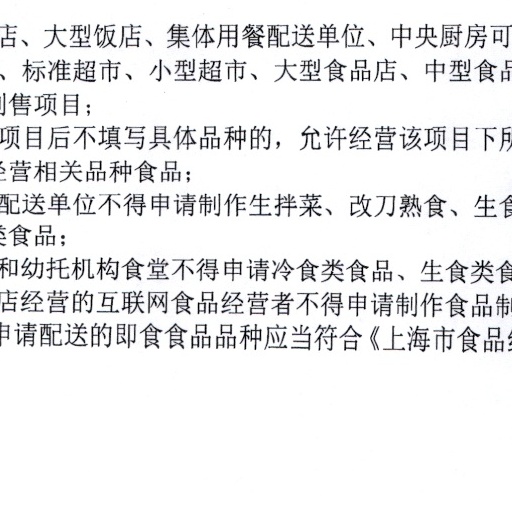 店、大型饭店、集体用餐配送单位、中央厨房可
、标准超市、小型超市、大型食品店、中型食品
售项目；
项目后不填写具体品种的，允许经营该项目下所
经营相关品种食品；
配送单位不得申请制作生拌菜、改刀熟食、生食
类食品；
和幼托机构食堂不得申请冷食类食品、生食类食
店经营的互联网食品经营者不得申请制作食品制
申请配送的即食食品品种应当符合《上海市食品经